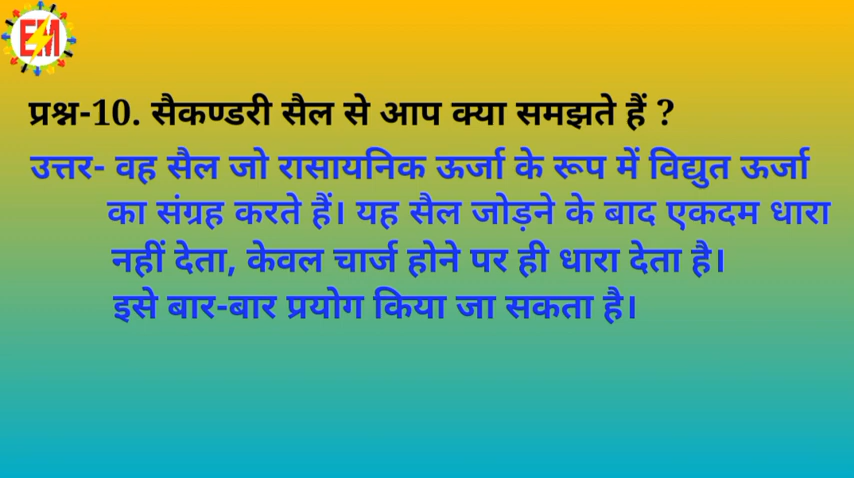 EM
प्रश्न-10. सैकण्डरी सैल से आप क्या समझते हैं ?
उत्तर- वह सैल जो रासायनिक ऊर्जा के रूप में विद्युत ऊर्जा
का संग्रह करते हैं। यह सैल जोड़ने के बाद एकदम धारा
नहीं देता, केवल चार्ज होने पर ही धारा देता है।
इसे बार-बार प्रयोग किया जा सकता है।